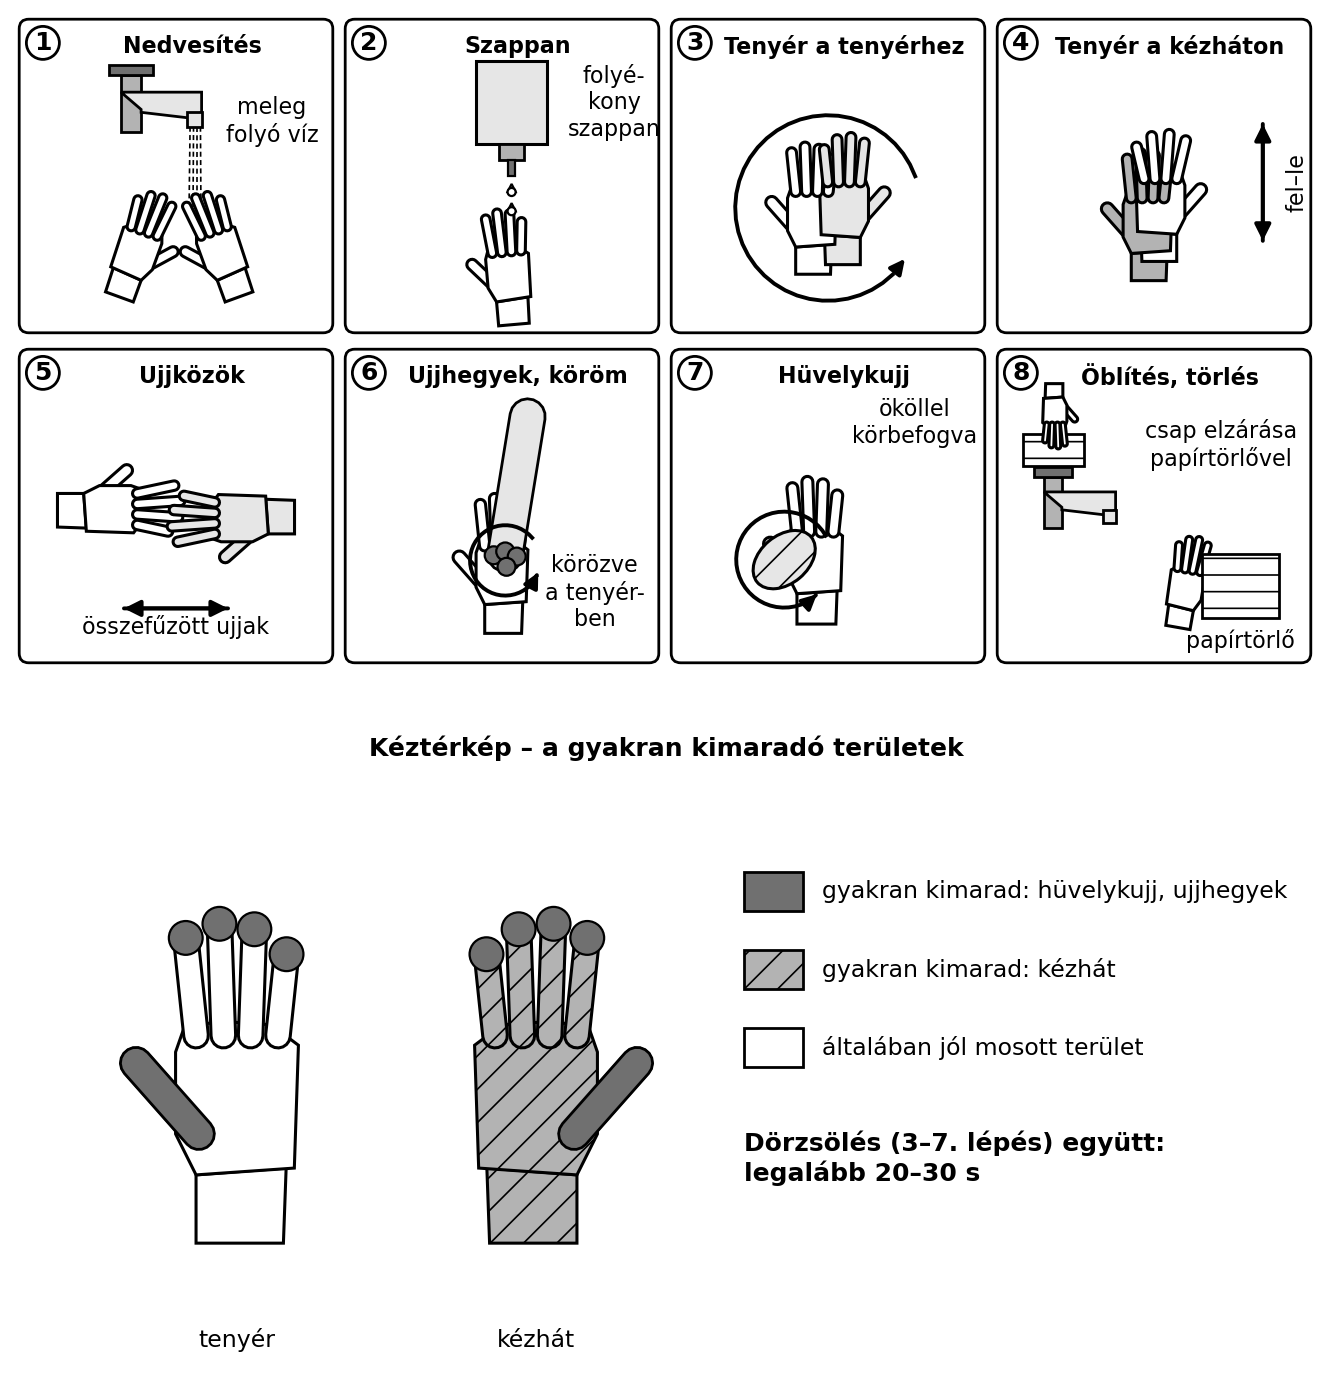 1
Nedvesítés
meleg
folyó víz
2
Szappan
folyé-
kony
szappan
3
Tenyér a tenyérhez
4
Tenyér a kézháton
fel–le
5
Ujjközök
összefűzött ujjak
6
Ujjhegyek, köröm
körözve
a tenyér-
ben
7
Hüvelykujj
ököllel
körbefogva
8
Öblítés, törlés
csap elzárása
papírtörlővel
papírtörlő
Kéztérkép – a gyakran kimaradó területek
gyakran kimarad: hüvelykujj, ujjhegyek
gyakran kimarad: kézhát
általában jól mosott terület
Dörzsölés (3–7. lépés) együtt:
legalább 20–30 s
tenyér
kézhát